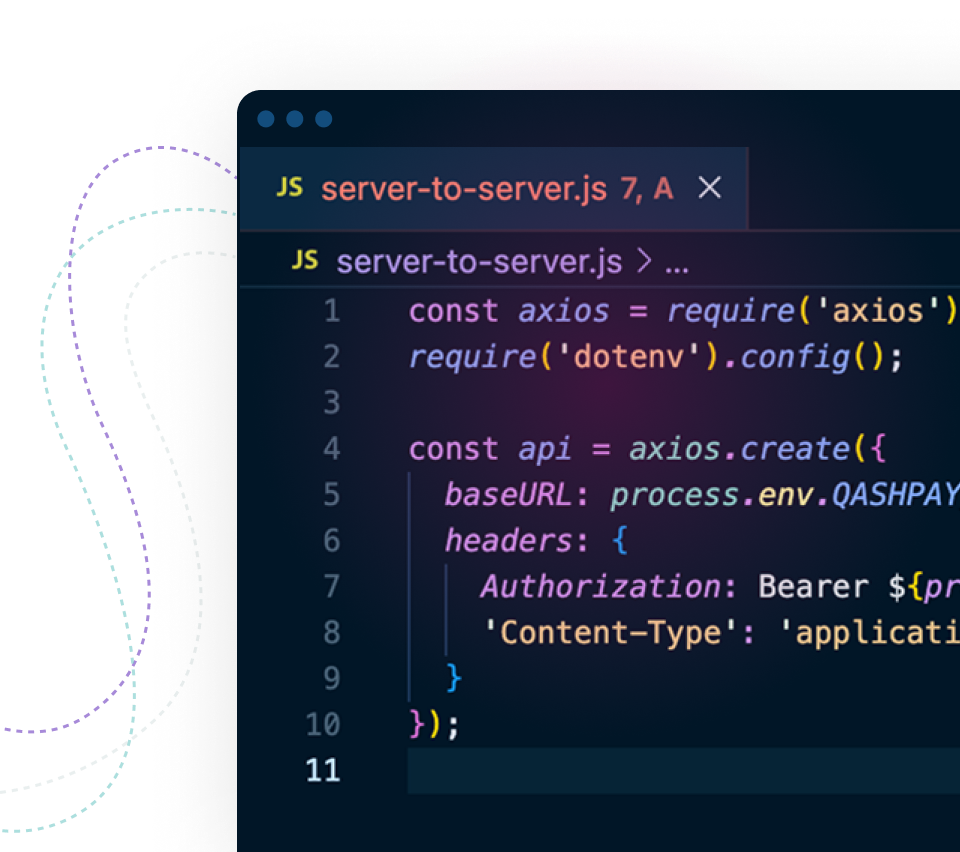 JS server-to-server.js 7, A
JS server-to-server.js > ...
1 const axios = require('axios')
2 require('dotenv').config();
3
4 const api = axios.create({
5 baseURL: process.env.QASHPAY
6 headers: {
7 Authorization: Bearer ${pr
8 'Content-Type': 'applicati
9 }
10 });
11